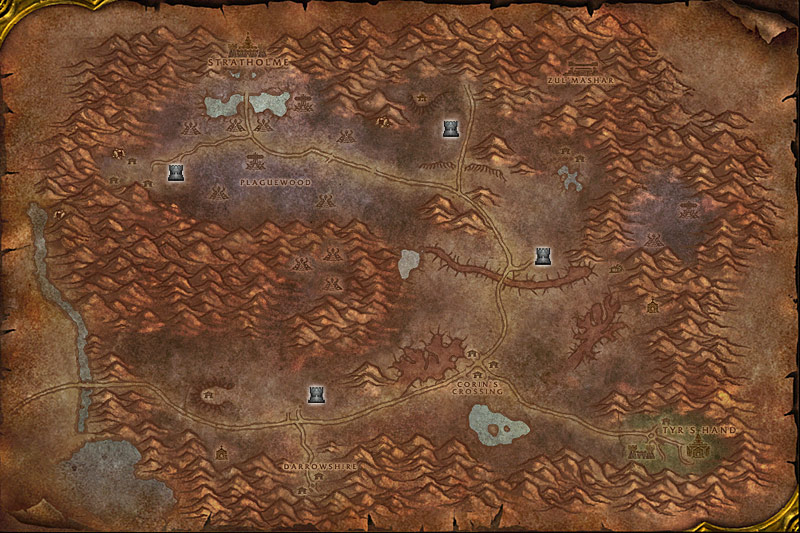 STRATHOLME
ZUL'MASHAR
PLAGUEWOOD
CORIN'S
CROSSING
TYR'S HAND
DARROWSHIRE